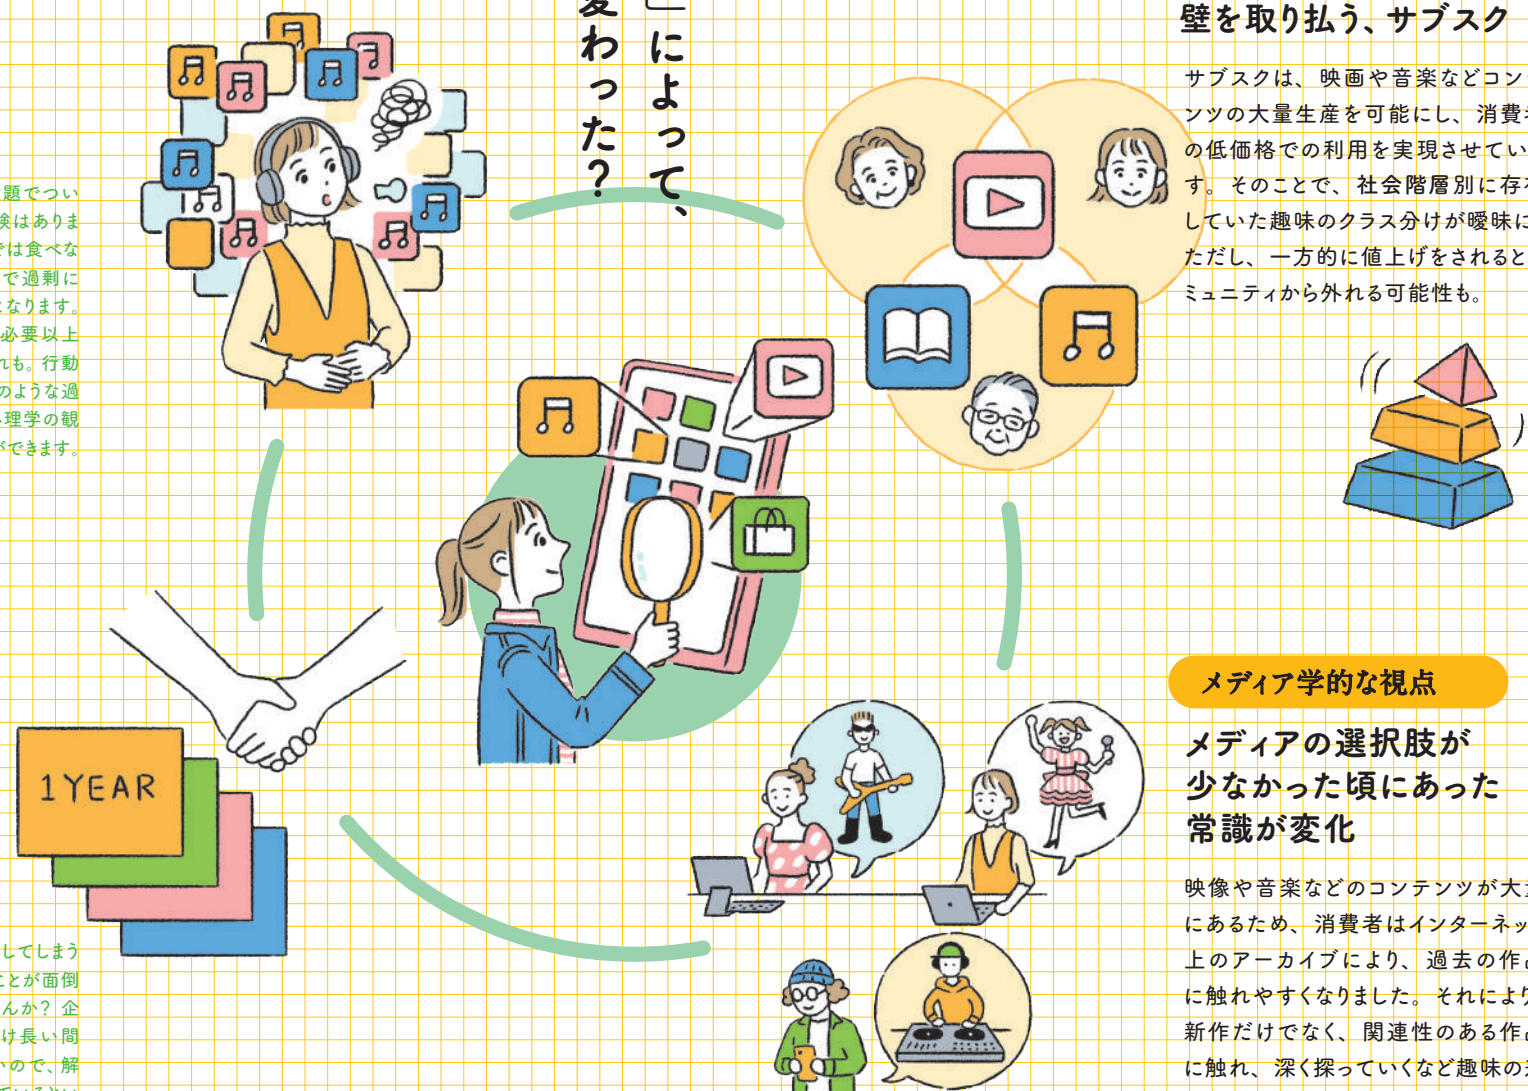 」によって、
変わった？
題でつい
験はありま
では食べな
で過剰に
となります。
必要以上
れも。行動
のような過
心理学の観
ができます。
1 YEAR
してしまう
ことが面倒
んか？ 企
け長い間
いので、解
ているとい
壁を取り払う、サブスク
サブスクは、映画や音楽などコンテ
ンツの大量生産を可能にし、消費者
の低価格での利用を実現させてい
す。そのことで、社会階層別に存在
していた趣味のクラス分けが曖昧に
ただし、一方的に値上げをされると
ミュニティから外れる可能性も。
メディア学的な視点
メディアの選択肢が
少なかった頃にあった
常識が変化
映像や音楽などのコンテンツが大量
にあるため、消費者はインターネッ
上のアーカイブにより、過去の作品
に触れやすくなりました。それにより
新作だけでなく、関連性のある作品
に触れ、深く探っていくなど趣味の